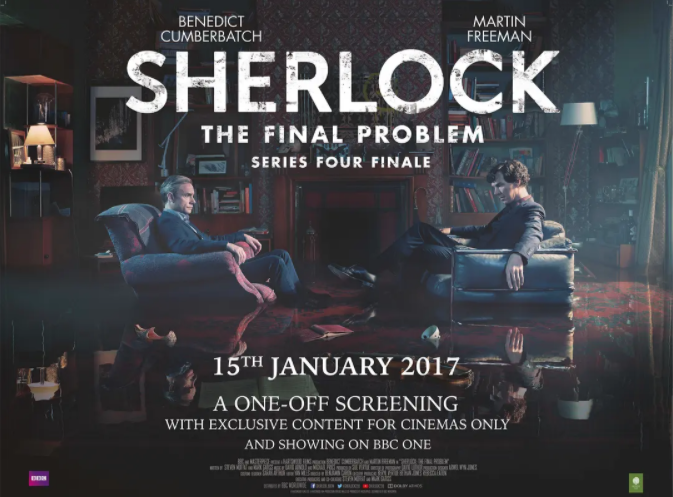 BENEDICT
CUMBERBATCH
MARTIN
FREEMAN
SHERLOCK
THE FINAL PROBLEM
SERIES FOUR FINALE
15TH JANUARY 2017
A ONE-OFF SCREENING
WITH EXCLUSIVE CONTENT FOR CINEMAS ONLY
AND SHOWING ON BBC ONE